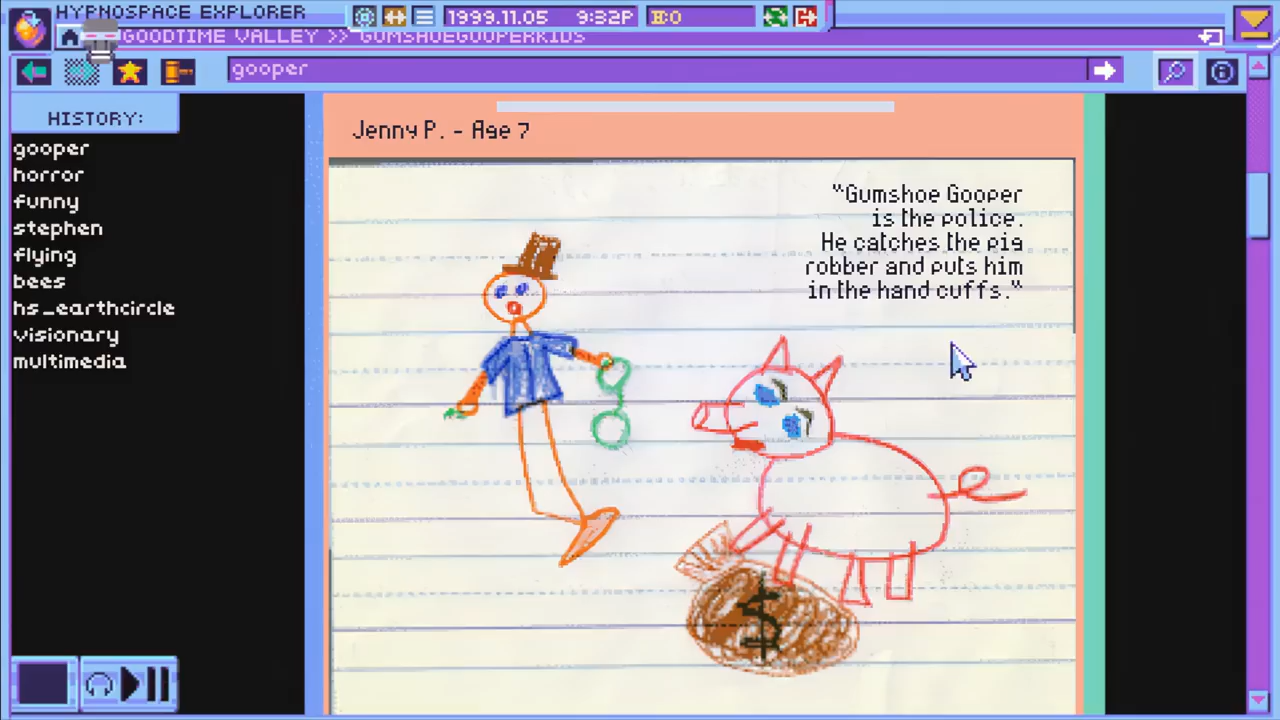 HYPNOSPACE EXPLORER
1999.11.05 9:32P
0
GOODTIME VALLEY >> GUMSHOEGOOPERKIDS
gooper
HISTORY:
gooper
horror
funny
stephen
flying
bees
hs_earthcircle
visionary
multimedia
Jenny P. - Age 7
"Gumshoe Gooper
is the police.
He catches the pig
robber and puts him
in the hand cuffs."
$